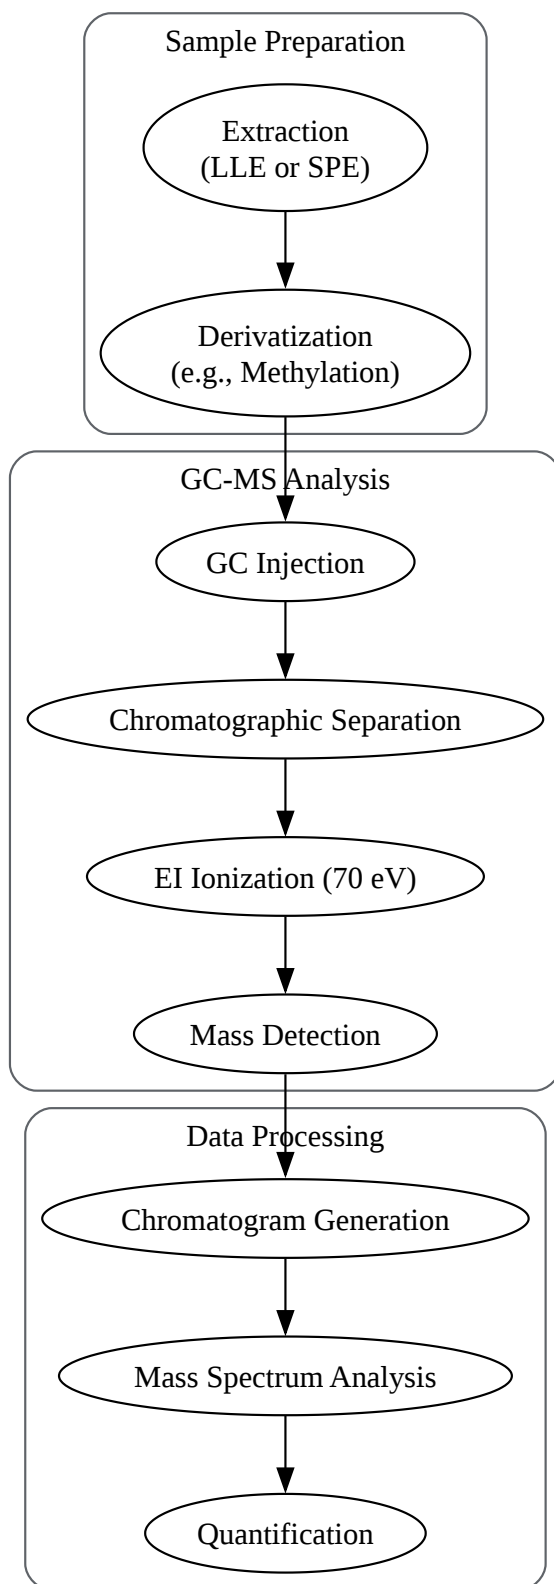 Sample Preparation
Extraction
(LLE or SPE)
Derivatization
(e.g., Methylation)
GC-MS Analysis
GC Injection
Chromatographic Separation
EI Ionization (70 eV)
Mass Detection
Data Processing
Chromatogram Generation
Mass Spectrum Analysis
Quantification